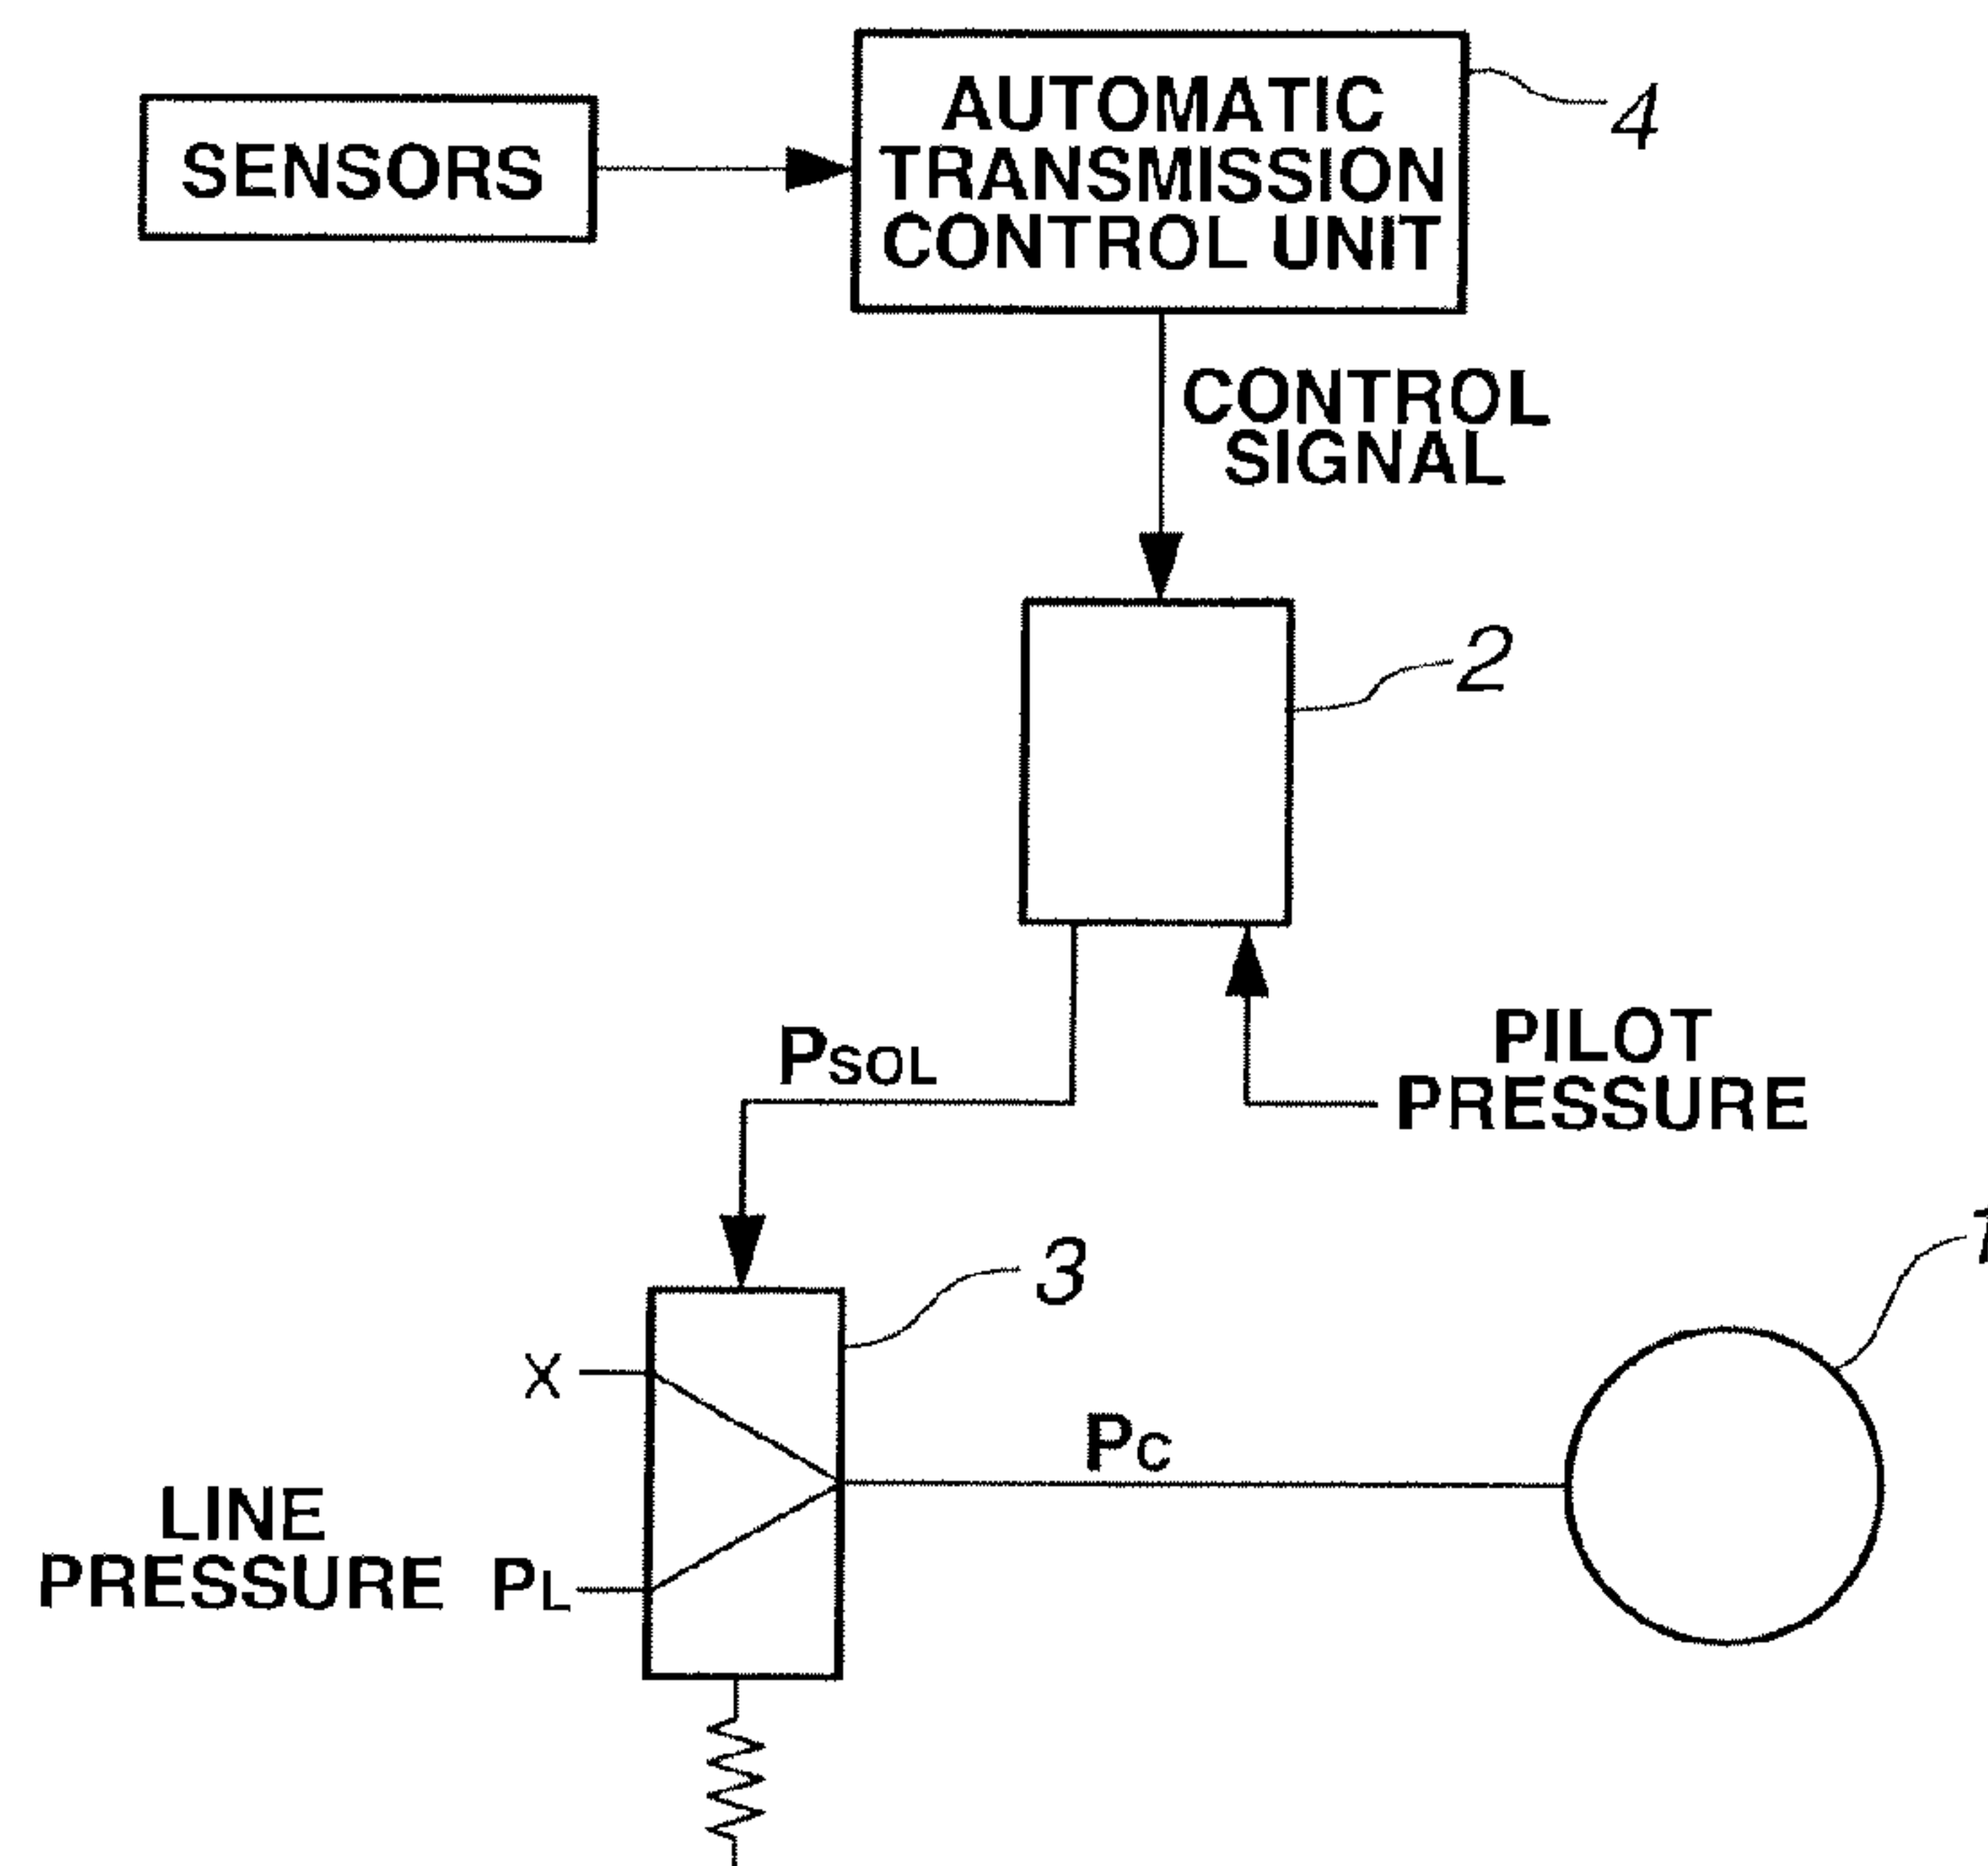 SENSORS
AUTOMATIC
TRANSMISSION
CONTROL UNIT
4
CONTROL
SIGNAL
2
PSOL
PILOT
PRESSURE
3
X
PC
LINE
PRESSURE PL